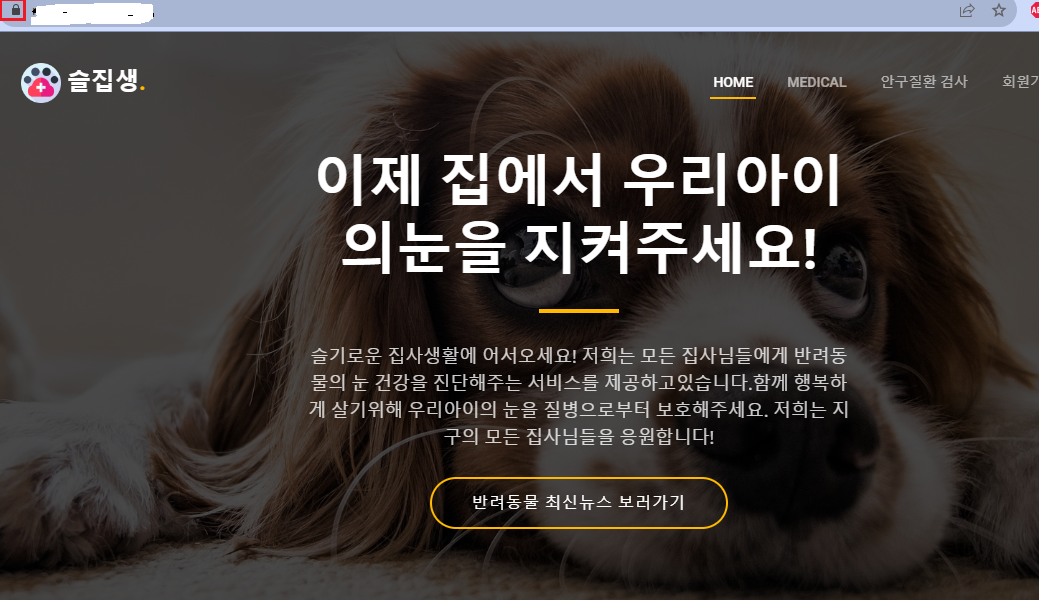 슬집생.
HOME MEDICAL 안구질환 검사 회원가
이제 집에서 우리아이
의눈을 지켜주세요!
슬기로운 집사생활에 어서오세요! 저희는 모든 집사님들에게 반려동
물의 눈 건강을 진단해주는 서비스를 제공하고있습니다.함께 행복하
게 살기위해 우리아이의 눈을 질병으로부터 보호해주세요. 저희는 지
구의 모든 집사님들을 응원합니다!
반려동물 최신뉴스 보러가기